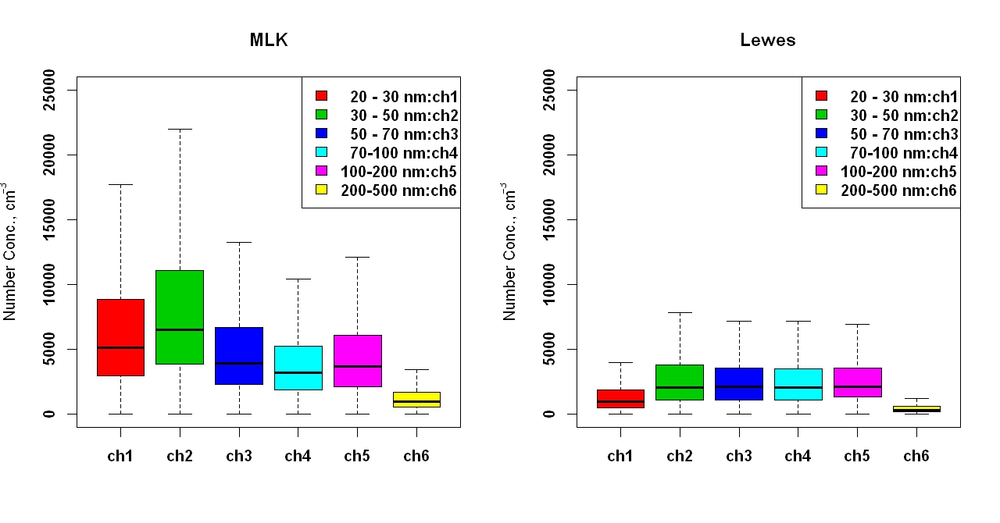 MLK
Number Conc., cm⁻³
25000
20000
15000
10000
5000
0
20 - 30 nm:ch1
30 - 50 nm:ch2
50 - 70 nm:ch3
70-100 nm:ch4
100-200 nm:ch5
200-500 nm:ch6
ch1 ch2 ch3 ch4 ch5 ch6
Lewes
Number Conc., cm⁻³
25000
20000
15000
10000
5000
0
20 - 30 nm:ch1
30 - 50 nm:ch2
50 - 70 nm:ch3
70-100 nm:ch4
100-200 nm:ch5
200-500 nm:ch6
ch1 ch2 ch3 ch4 ch5 ch6